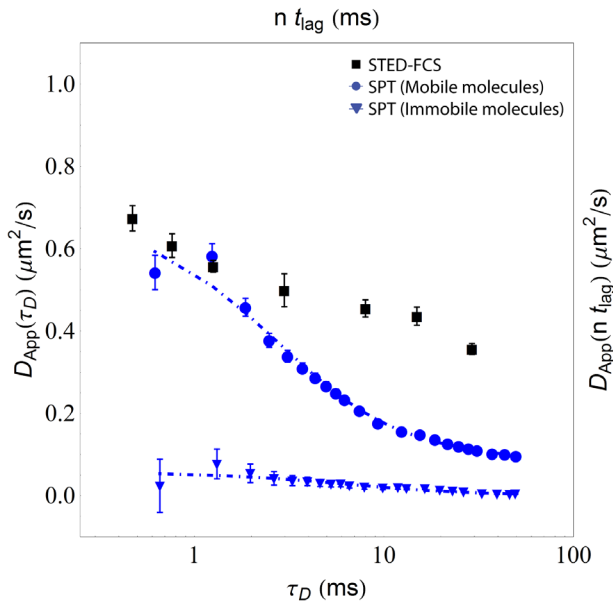 n t_lag (ms)
STED-FCS
SPT (Mobile molecules)
SPT (Immobile molecules)
1.0
0.8
0.6
0.4
0.2
0.0
D_App(τ_D) (μm²/s)
D_App(n t_lag) (μm²/s)
1 10 100
τ_D (ms)